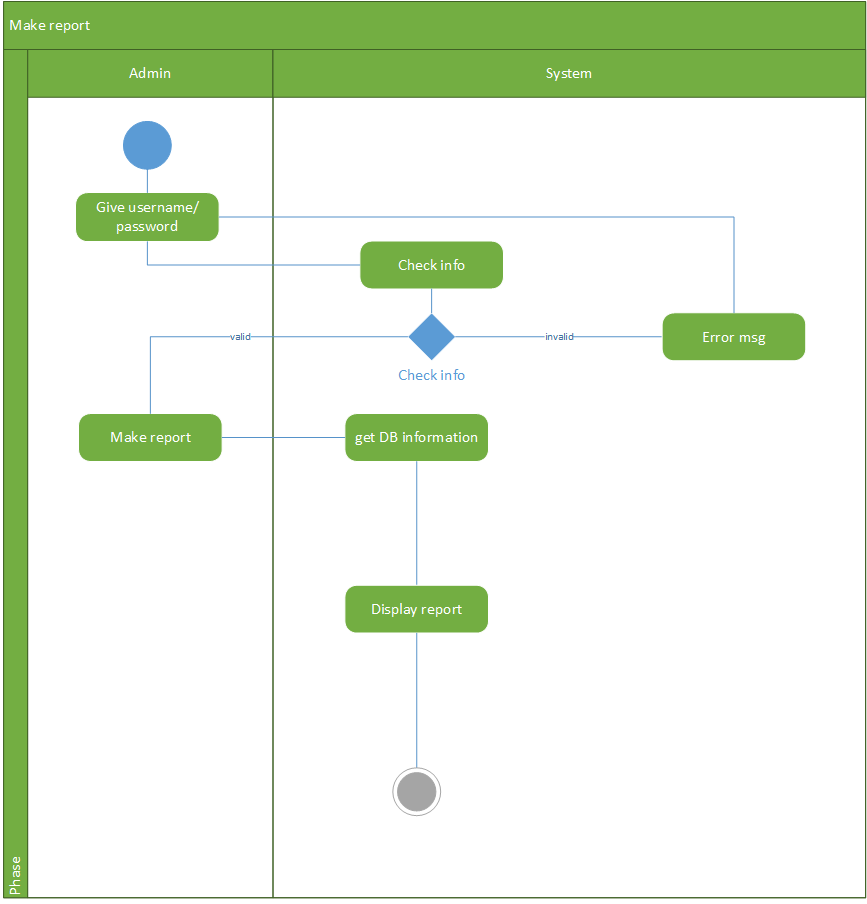 Make report
Admin
System
Give username/
password
Check info
valid
invalid
Error msg
Check info
Make report
get DB information
Display report
Phase